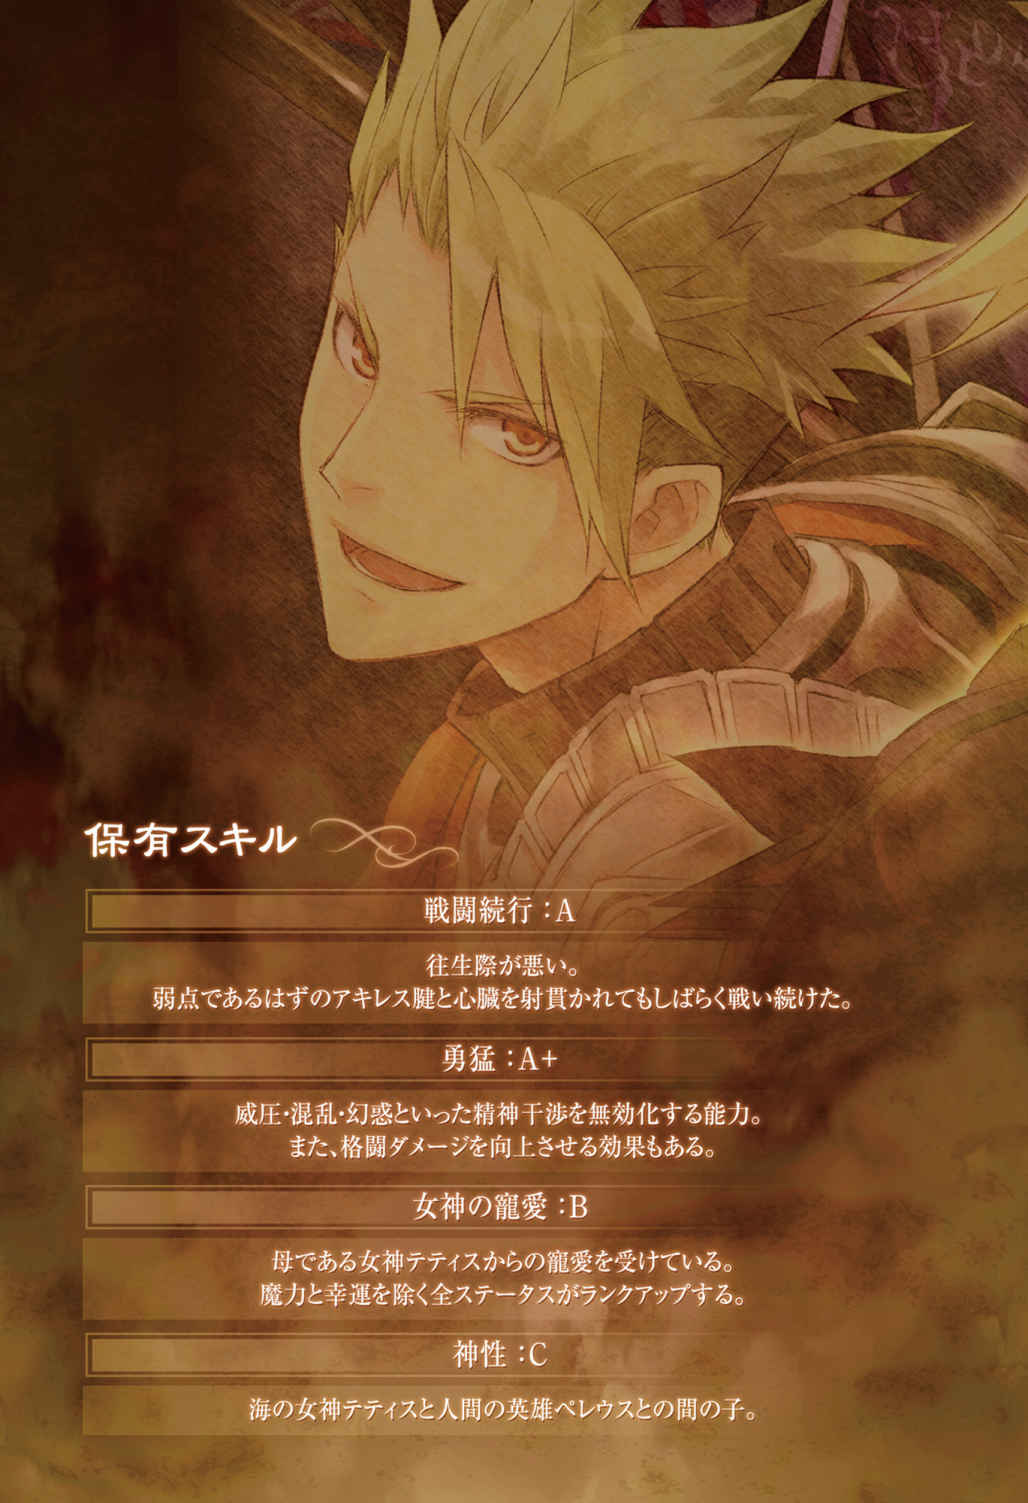 保有スキル
戦闘続行：A
往生際が悪い。
弱点であるはずのアキレス腱と心臓を射貫かれてもしばらく戦い続けた。
勇猛：A+
威圧・混乱・幻惑といった精神干渉を無効化する能力。
また、格闘ダメージを向上させる効果もある。
女神の寵愛：B
母である女神テティスからの寵愛を受けている。
魔力と幸運を除く全ステータスがランクアップする。
神性：C
海の女神テティスと人間の英雄ペレウスとの間の子。